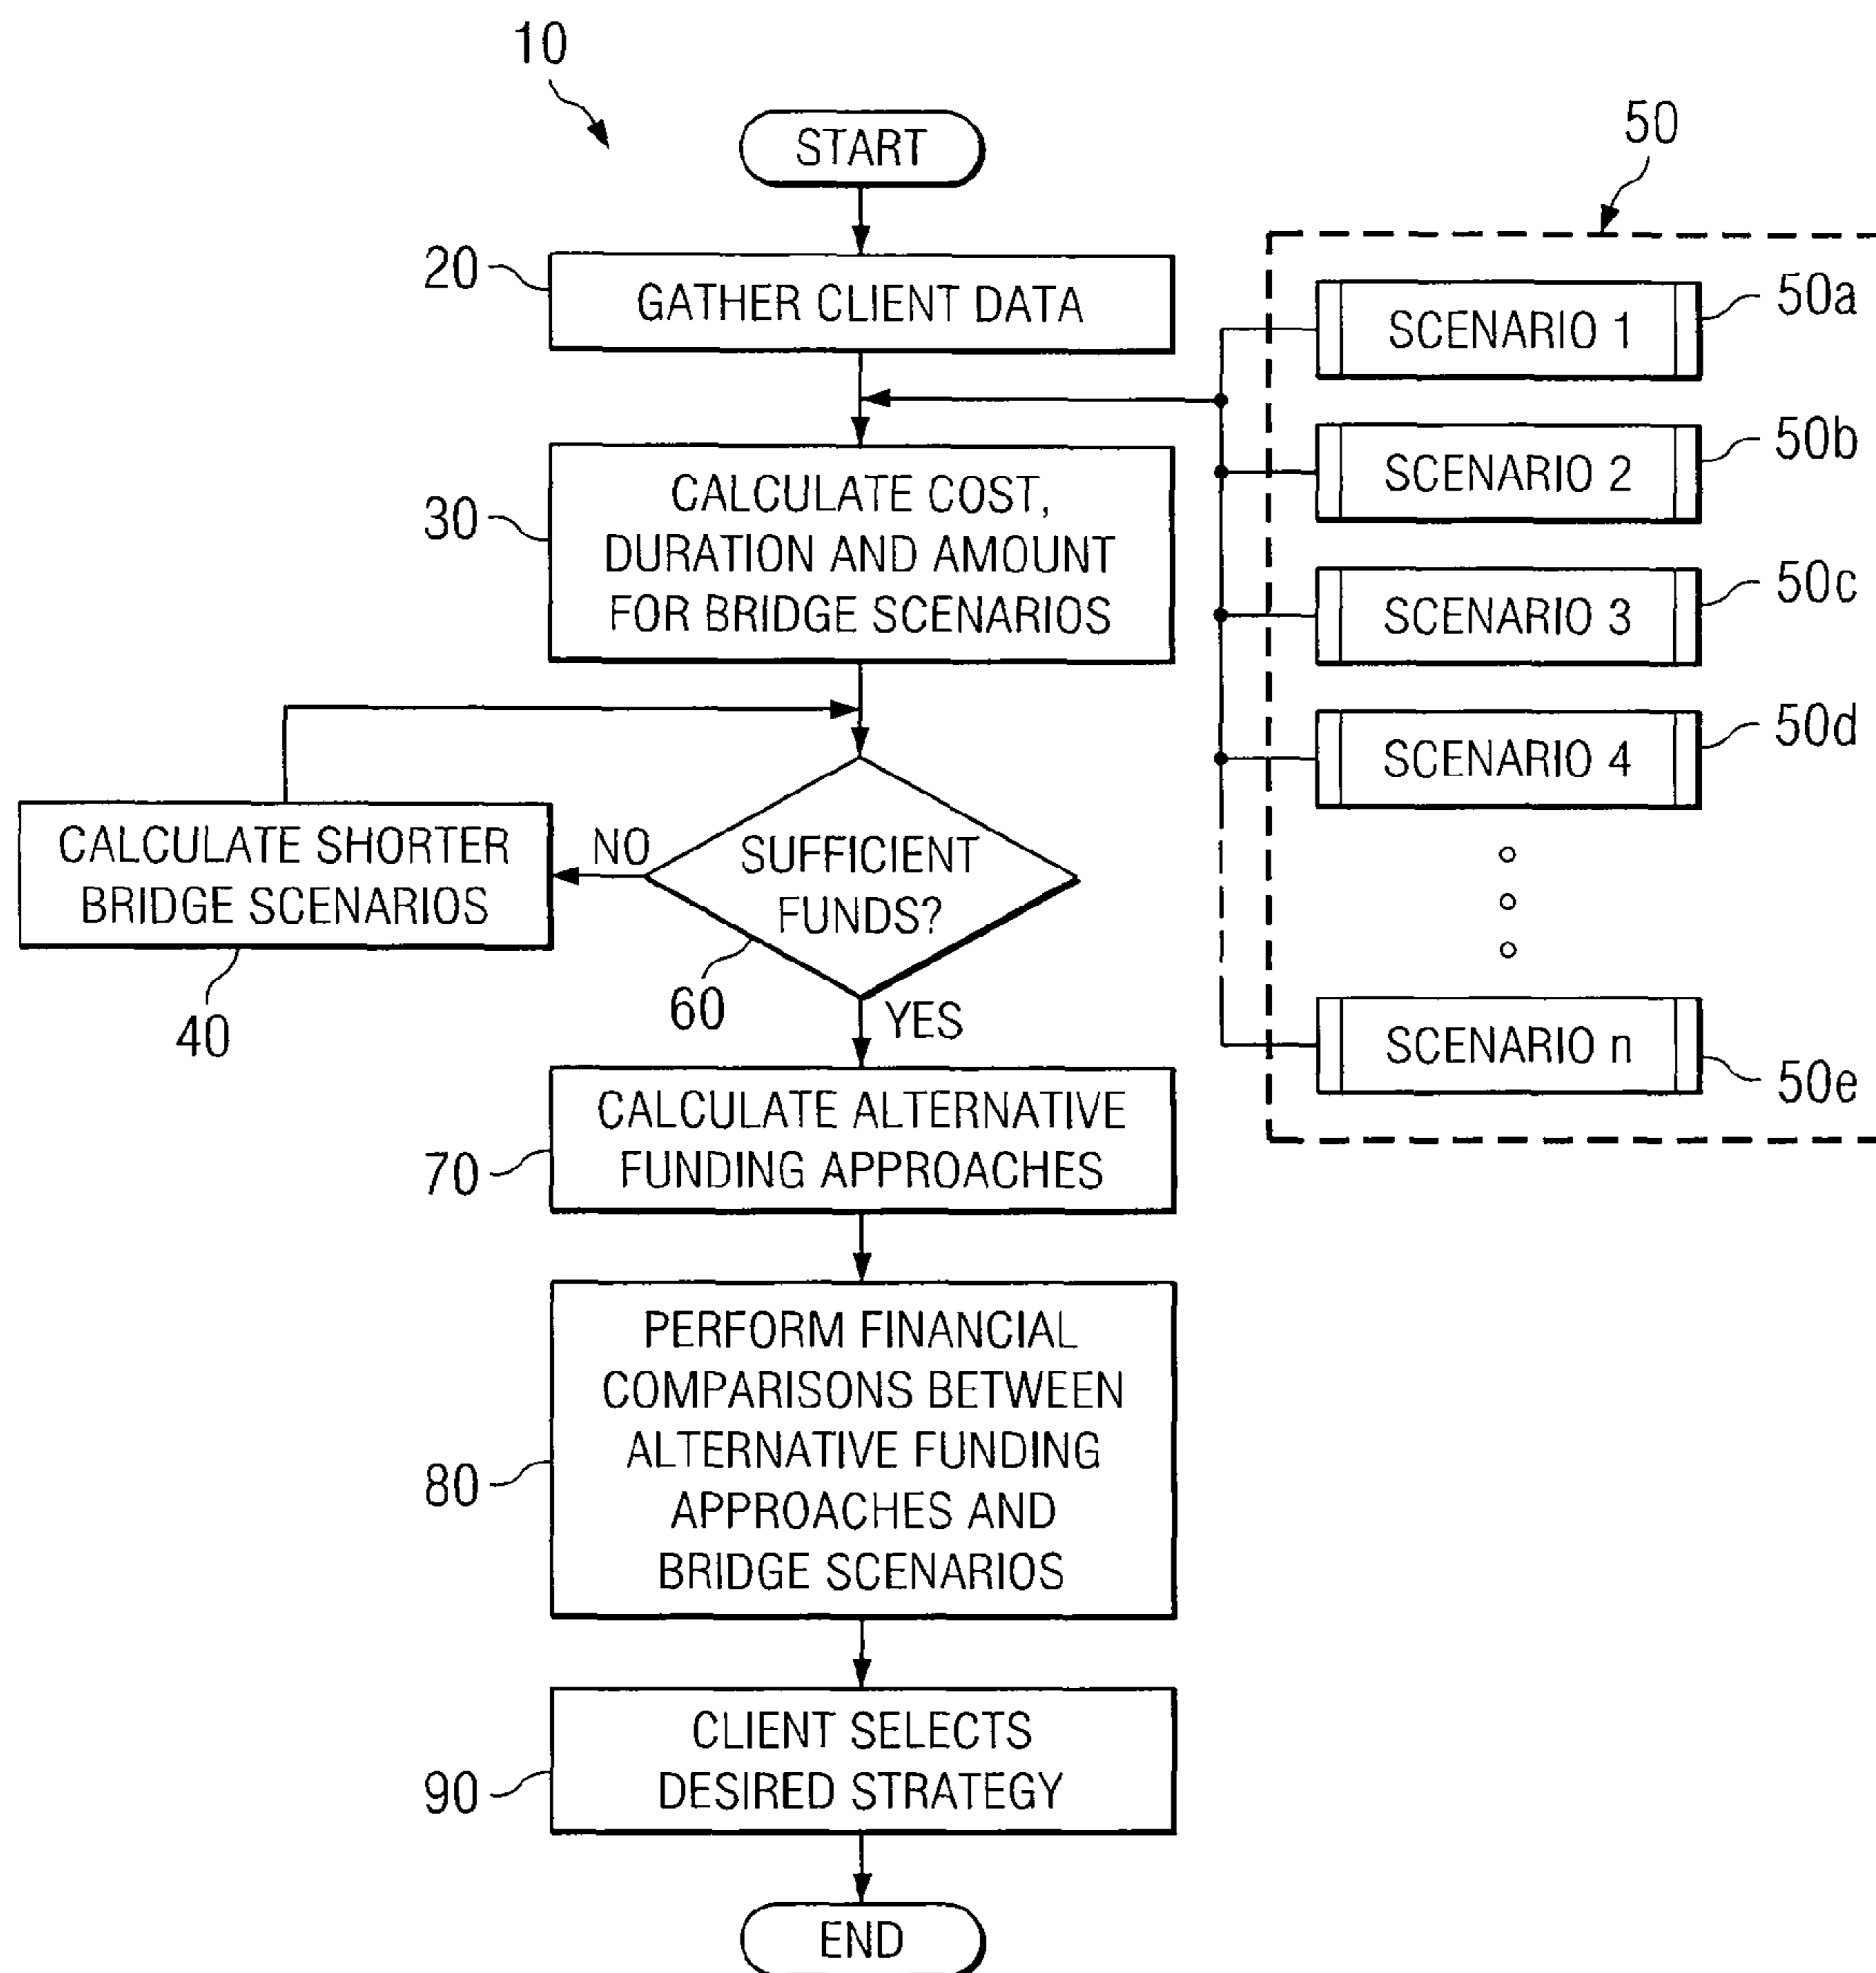 10
START
50
20
GATHER CLIENT DATA
SCENARIO 1
50a
SCENARIO 2
50b
30
CALCULATE COST,
DURATION AND AMOUNT
FOR BRIDGE SCENARIOS
SCENARIO 3
50c
SCENARIO 4
50d
CALCULATE SHORTER
BRIDGE SCENARIOS
40
NO
SUFFICIENT
FUNDS?
60
YES
SCENARIO n
50e
70
CALCULATE ALTERNATIVE
FUNDING APPROACHES
80
PERFORM FINANCIAL
COMPARISONS BETWEEN
ALTERNATIVE FUNDING
APPROACHES AND
BRIDGE SCENARIOS
90
CLIENT SELECTS
DESIRED STRATEGY
END